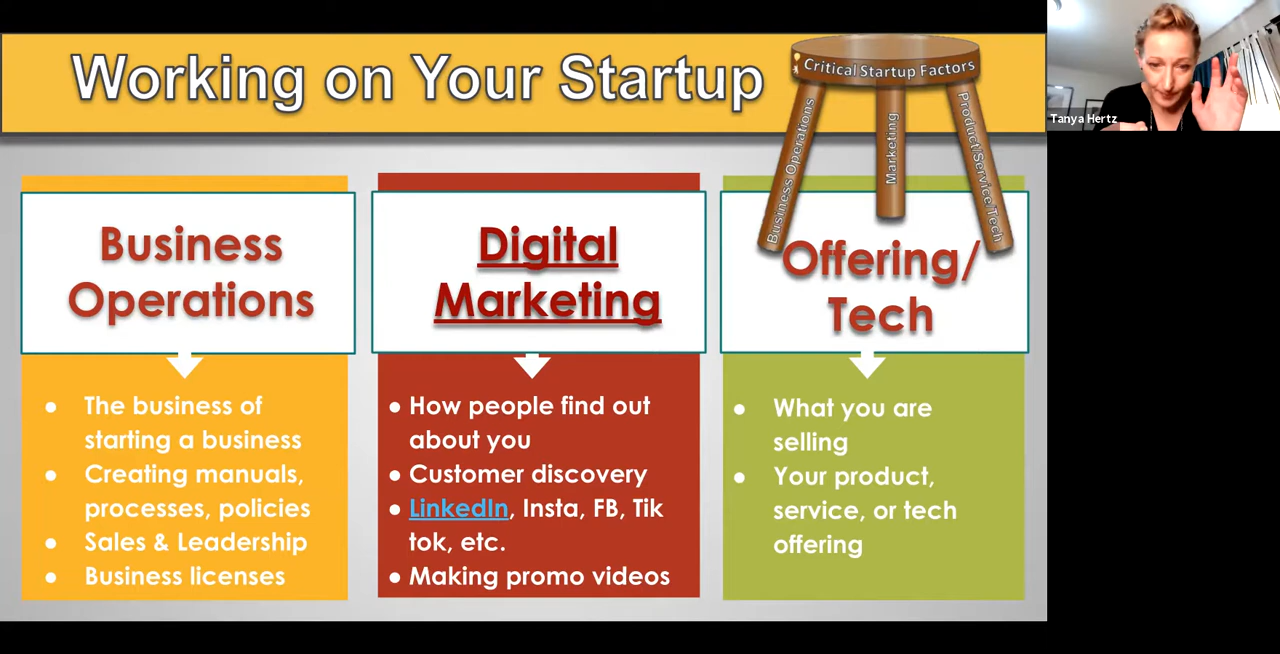 Working on Your Startup
Critical Startup Factors
Business Operations
Marketing
Product/Service/Tech
Tanya Hertz
Business
Operations
● The business of
starting a business
● Creating manuals,
processes, policies
● Sales & Leadership
● Business licenses
Digital
Marketing
● How people find out
about you
● Customer discovery
● LinkedIn, Insta, FB, Tik
tok, etc.
● Making promo videos
Offering/
Tech
● What you are
selling
● Your product,
service, or tech
offering